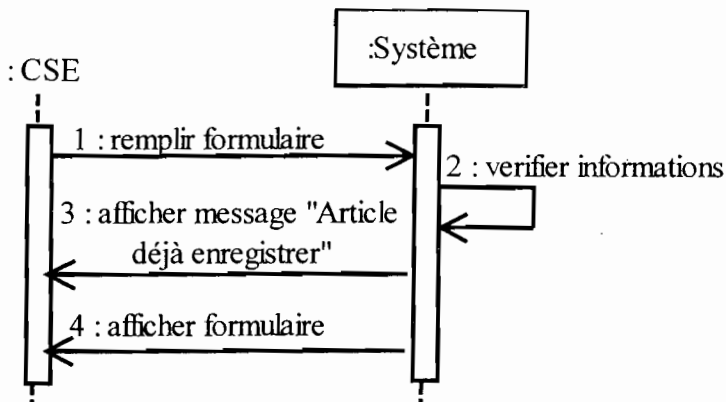 :Système
: CSE
1 : remplir formulaire
2 : verifier informations
3 : afficher message "Article
déjà enregistrer"
4 : afficher formulaire